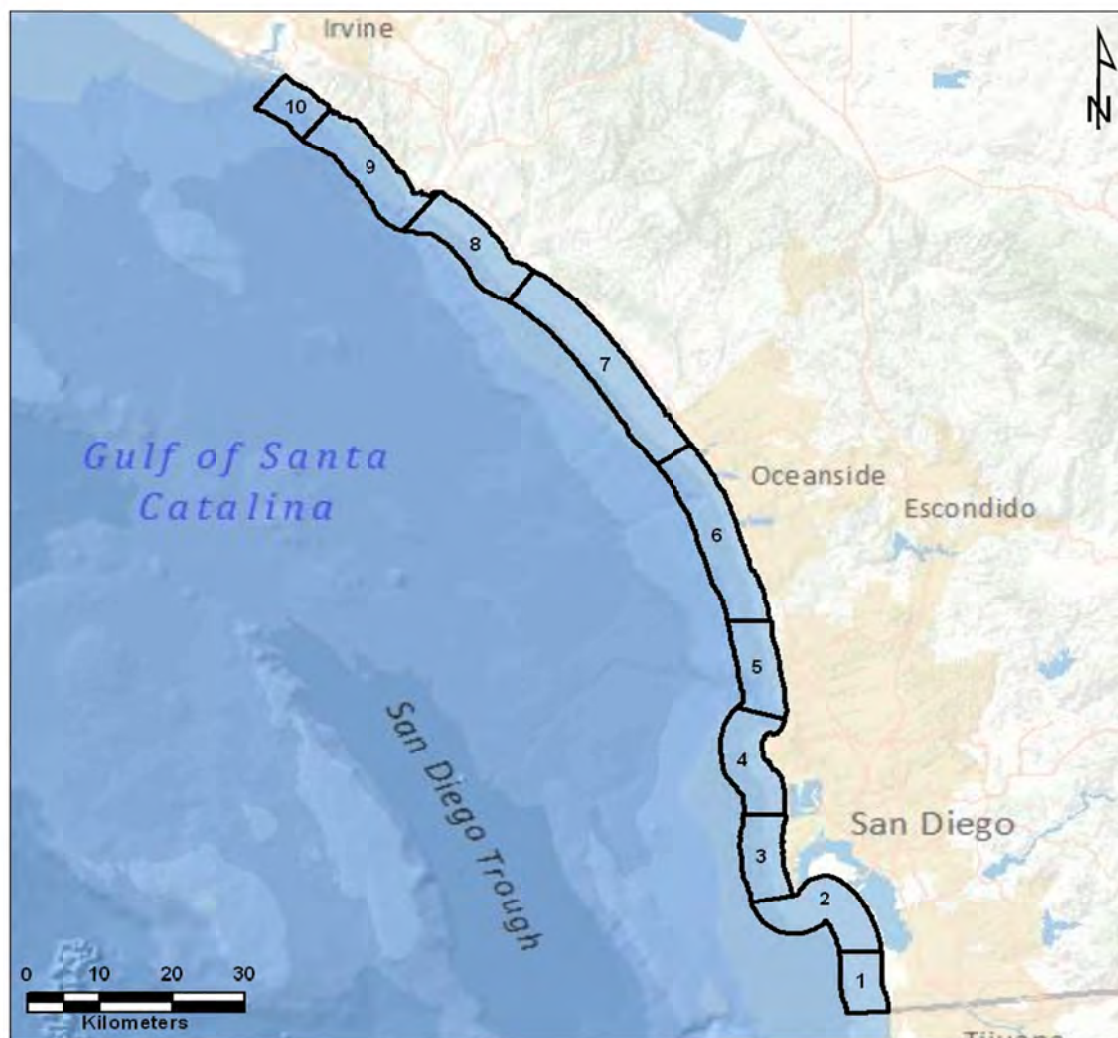 Irvine
N
10
9
8
7
Gulf of Santa
Catalina
Oceanside
Escondido
6
5
San Diego Trough
4
San Diego
3
2
1
0 10 20 30
Kilometers